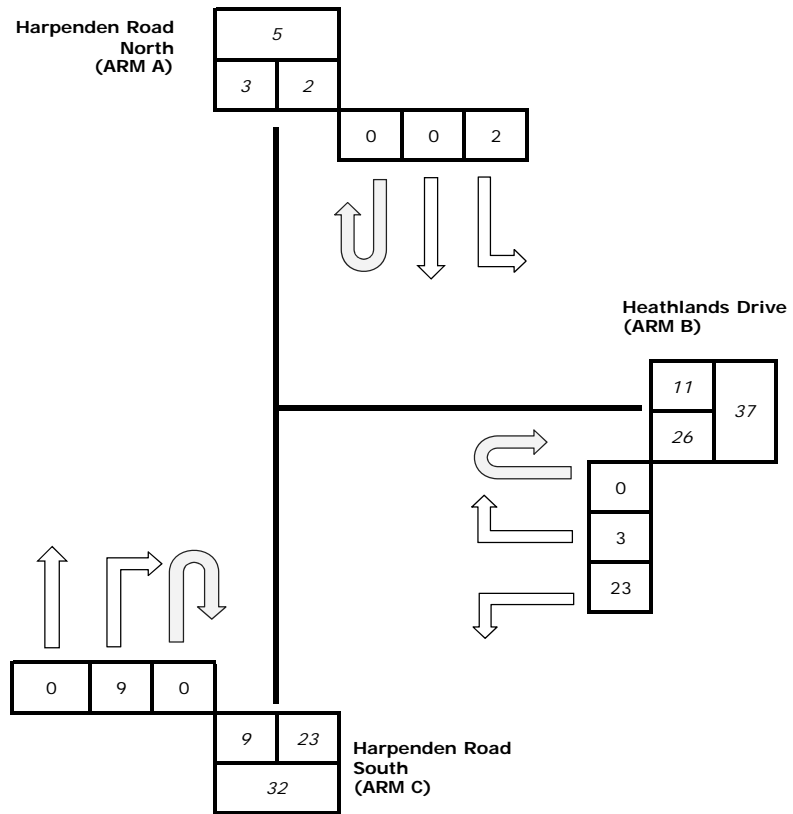 Harpenden Road
North
(ARM A)
5
3 2
0 0 2
Heathlands Drive
(ARM B)
11
37
26
0
3
23
0 9 0
9 23
32
Harpenden Road
South
(ARM C)